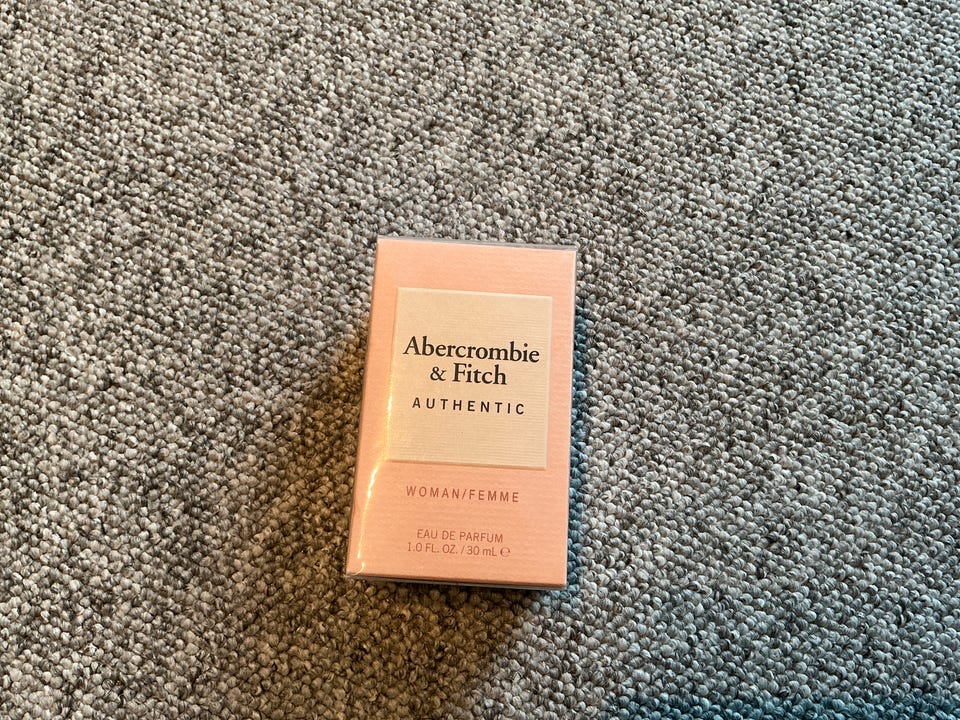 Abercrombie
& Fitch
AUTHENTIC
WOMAN/FEMME
EAU DE PARFUM
1.0 FL. OZ. / 30 mL ℮